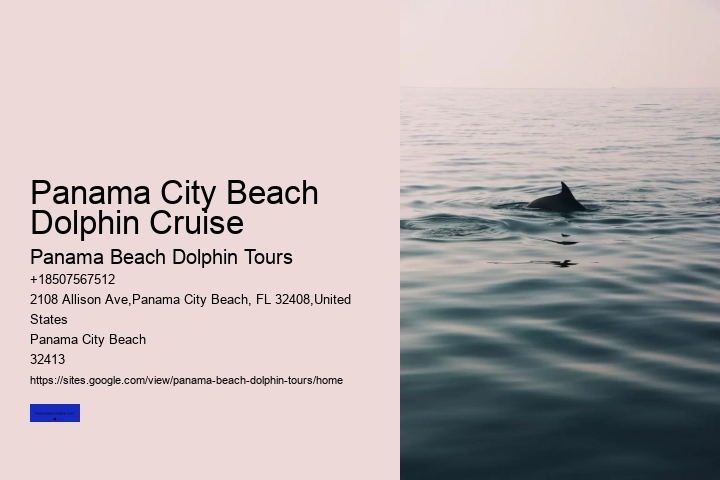 Panama City Beach
Dolphin Cruise
Panama Beach Dolphin Tours
+18507567512
2108 Allison Ave,Panama City Beach, FL 32408,United
States
Panama City Beach
32413
https://sites.google.com/view/panama-beach-dolphin-tours/home